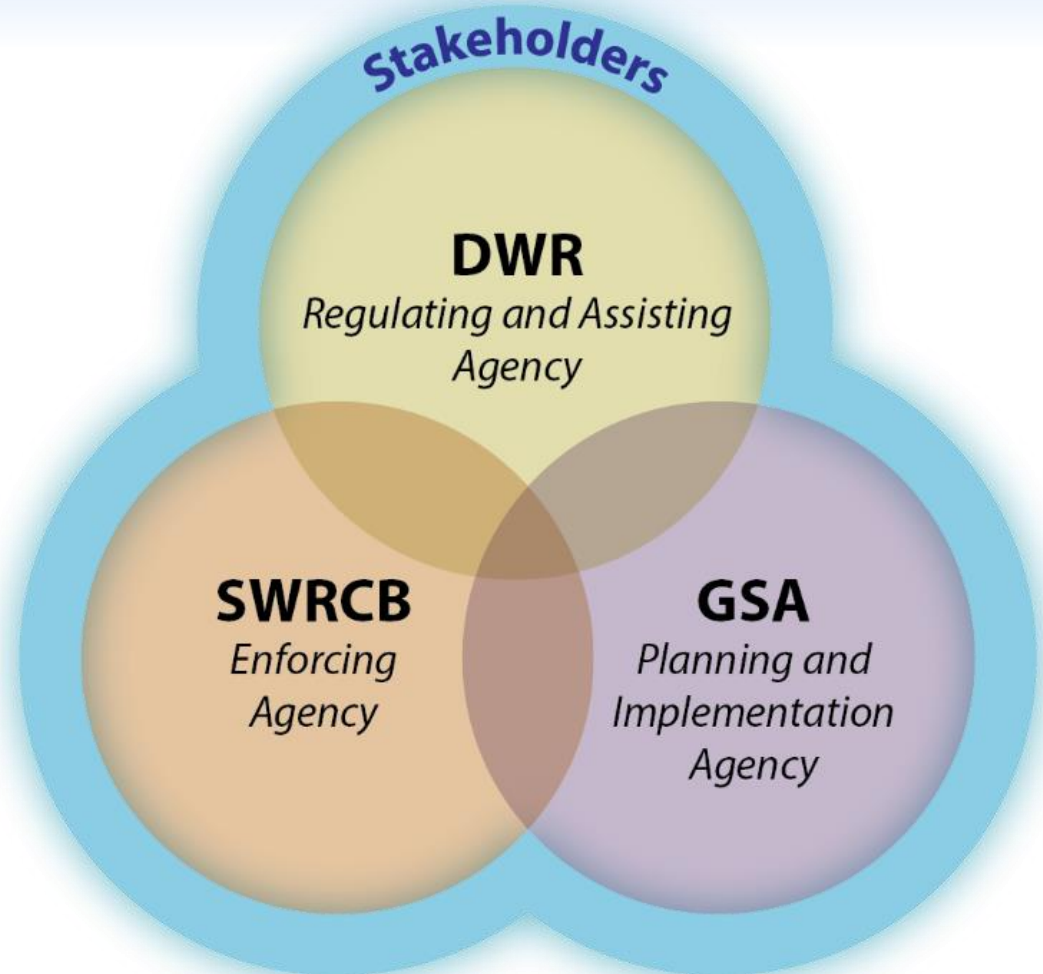 Stakeholders
DWR
Regulating and Assisting
Agency
SWRCB
Enforcing
Agency
GSA
Planning and
Implementation
Agency